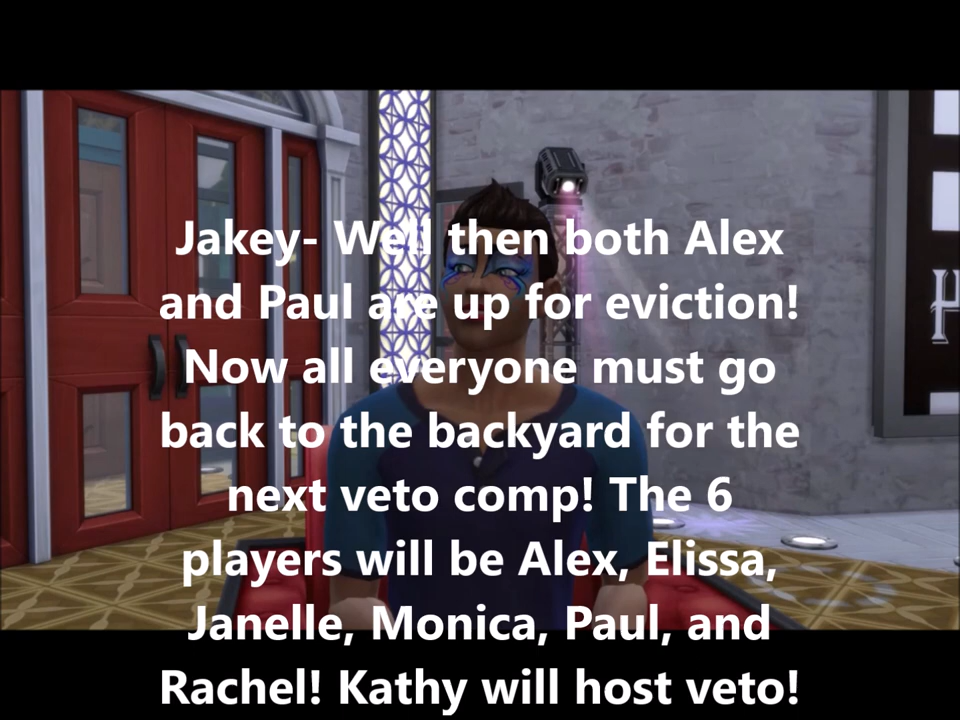 Jakey- Well then both Alex
and Paul are up for eviction!
Now all everyone must go
back to the backyard for the
next veto comp! The 6
players will be Alex, Elissa,
Janelle, Monica, Paul, and
Rachel! Kathy will host veto!